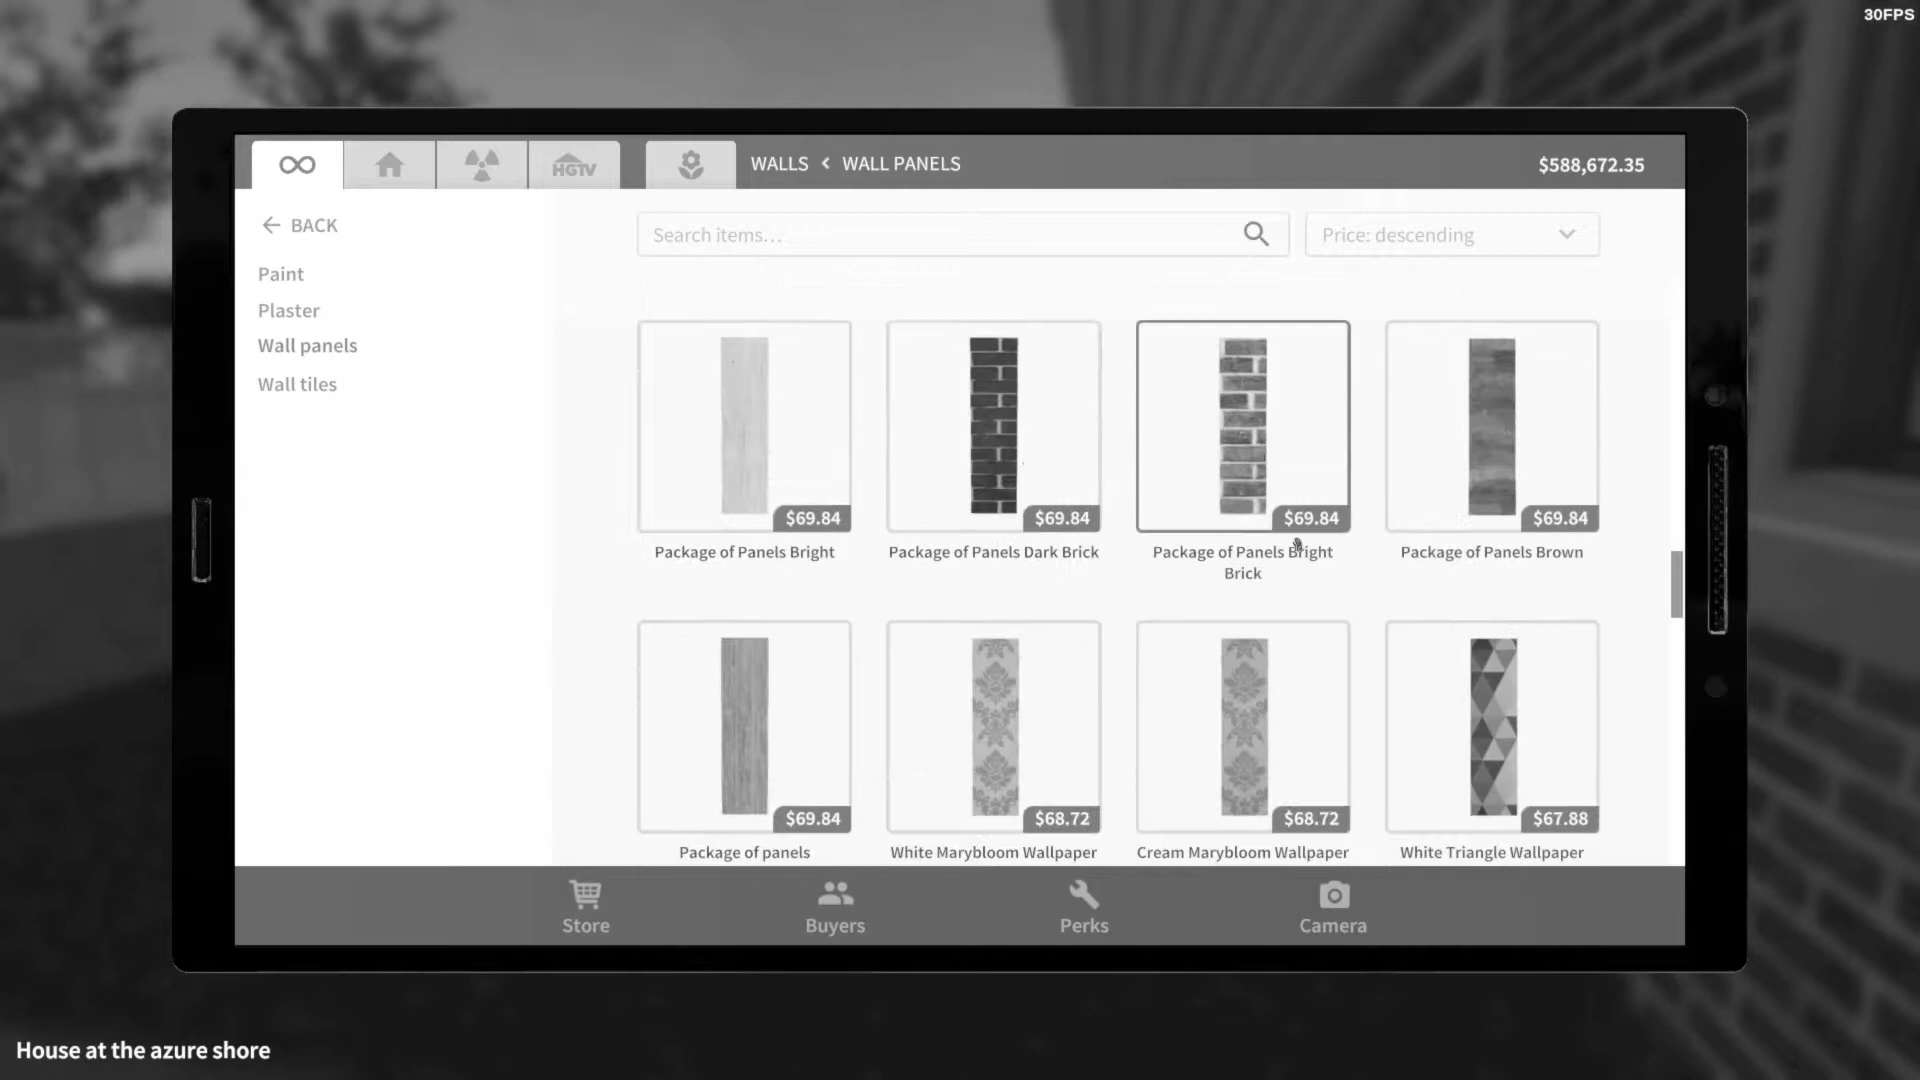 30FPS
HGTV
WALLS < WALL PANELS
$588,672.35
BACK
Search items...
Price: descending
Paint
Plaster
Wall panels
Wall tiles
$69.84
$69.84
$69.84
$69.84
Package of Panels Bright
Package of Panels Dark Brick
Package of Panels Bright
Brick
Package of Panels Brown
$69.84
$68.72
$68.72
$67.88
Package of panels
White Marybloom Wallpaper
Cream Marybloom Wallpaper
White Triangle Wallpaper
Store
Buyers
Perks
Camera
House at the azure shore